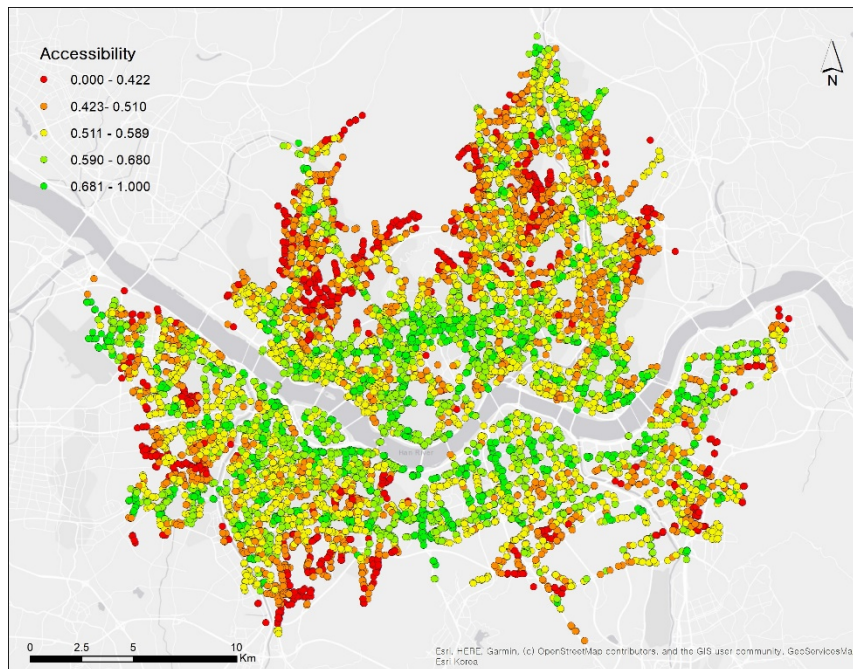 Accessibility
0.000 - 0.422
0.423- 0.510
0.511 - 0.589
0.590 - 0.680
0.681 - 1.000
N
Han River
0 2.5 5 10
Km
Esri, HERE, Garmin, (c) OpenStreetMap contributors, and the GIS user community, GeoServicesMa
Esri Korea